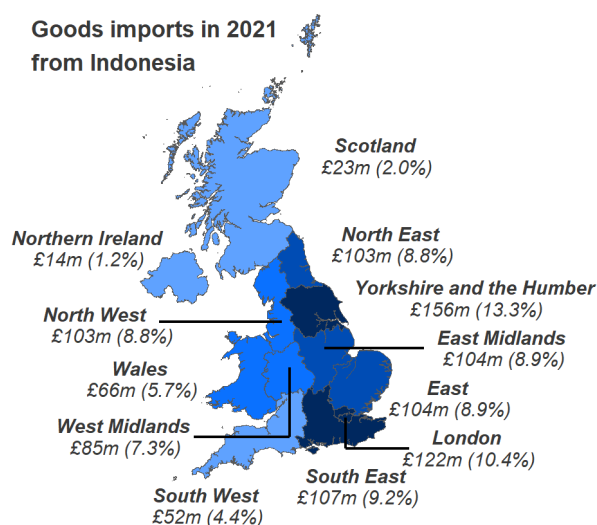 Goods imports in 2021
from Indonesia
Scotland
£23m (2.0%)
Northern Ireland
£14m (1.2%)
North East
£103m (8.8%)
Yorkshire and the Humber
£156m (13.3%)
North West
£103m (8.8%)
East Midlands
£104m (8.9%)
Wales
£66m (5.7%)
East
£104m (8.9%)
West Midlands
£85m (7.3%)
London
£122m (10.4%)
South East
£107m (9.2%)
South West
£52m (4.4%)